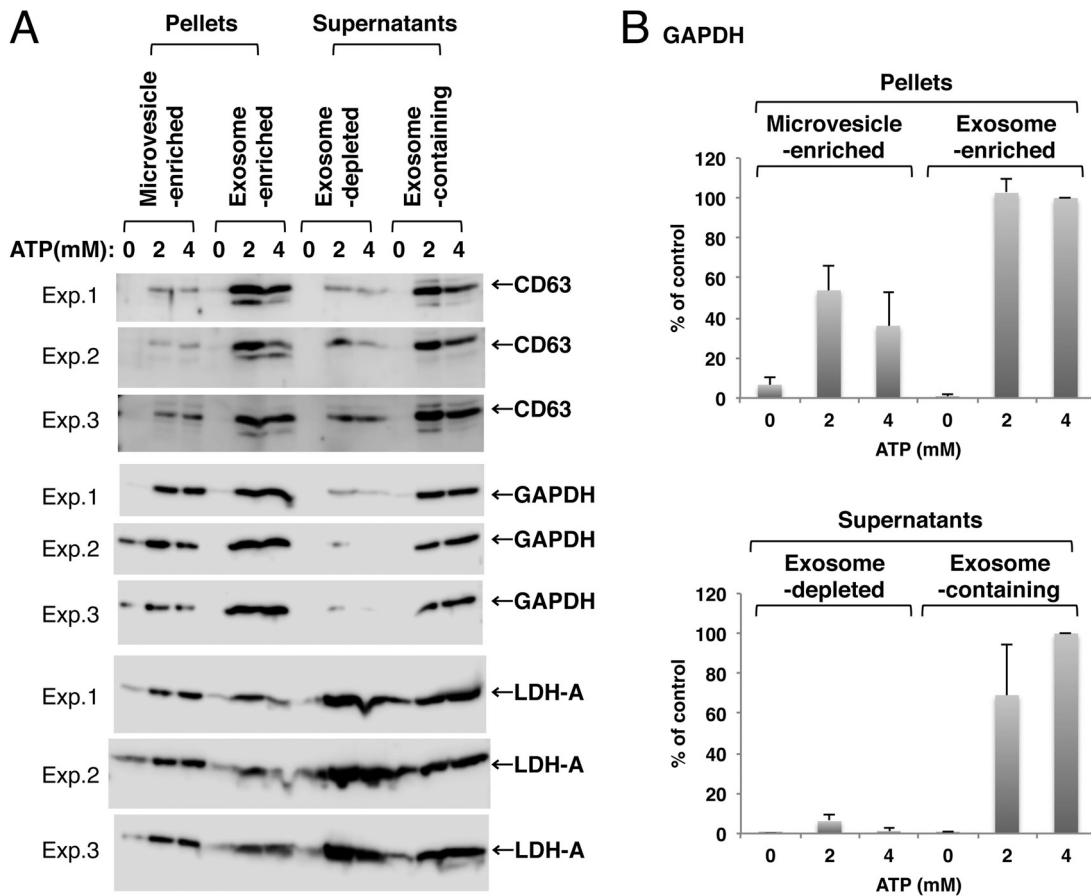 A
Pellets
Supernatants
Microvesicle
-enriched
Exosome
-enriched
Exosome
-depleted
Exosome
-containing
ATP(mM): 0 2 4 0 2 4 0 2 4 0 2 4
Exp.1 ←CD63
Exp.2 ←CD63
Exp.3 ←CD63
Exp.1 ←GAPDH
Exp.2 ←GAPDH
Exp.3 ←GAPDH
Exp.1 ←LDH-A
Exp.2 ←LDH-A
Exp.3 ←LDH-A
B GAPDH
Pellets
Microvesicle
-enriched
Exosome
-enriched
% of control
120
100
80
60
40
20
0
0 2 4 0 2 4
ATP (mM)
Supernatants
Exosome
-depleted
Exosome
-containing
% of control
120
100
80
60
40
20
0
0 2 4 0 2 4
ATP (mM)